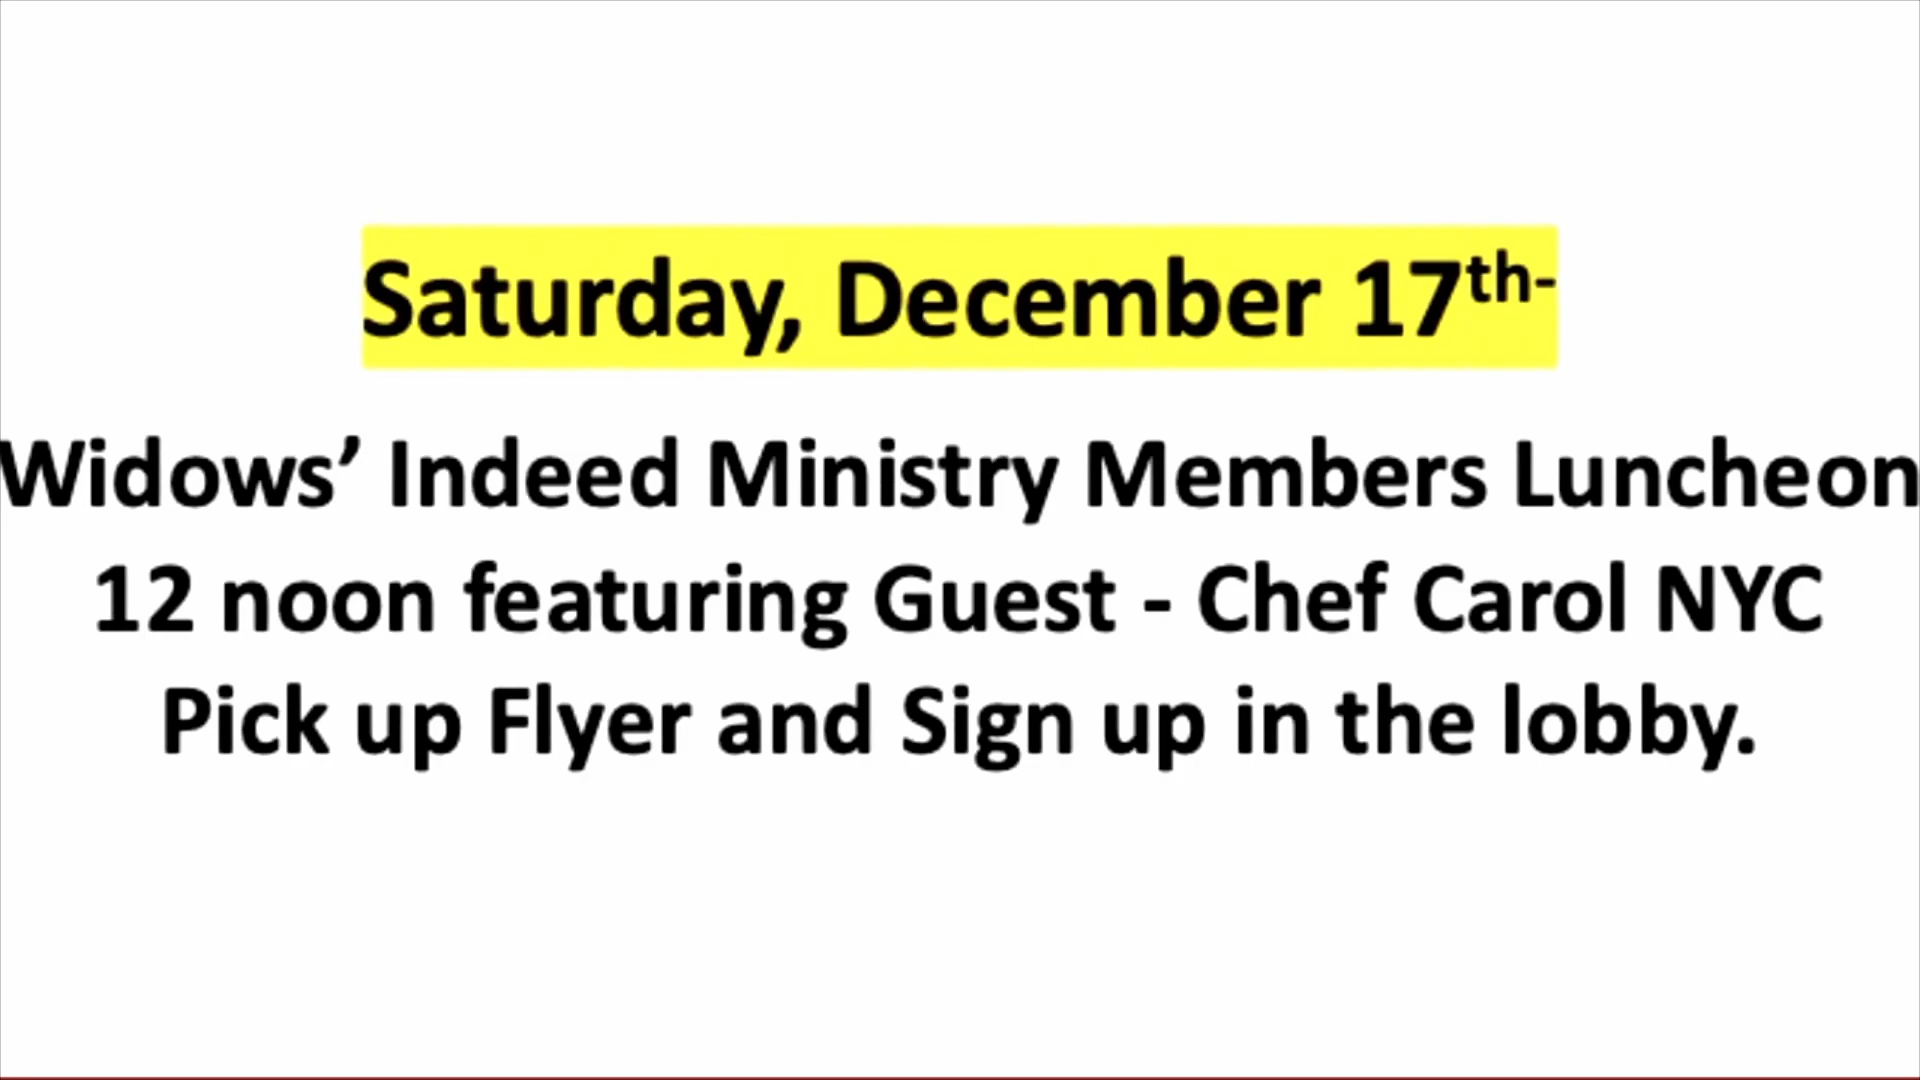 Saturday, December 17th-
Widows’ Indeed Ministry Members Luncheon
12 noon featuring Guest - Chef Carol NYC
Pick up Flyer and Sign up in the lobby.